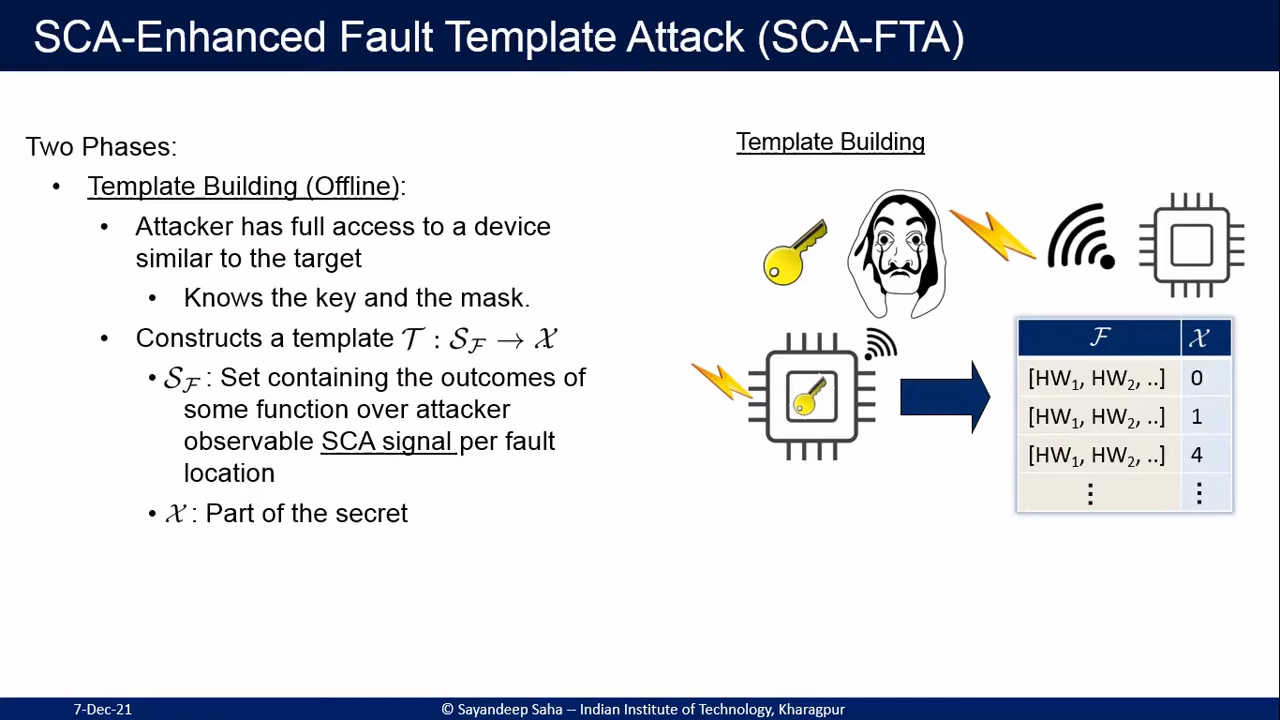 SCA-Enhanced Fault Template Attack (SCA-FTA)
Two Phases:
• Template Building (Offline):
• Attacker has full access to a device
similar to the target
• Knows the key and the mask.
• Constructs a template 𝒯 : 𝒮_ℱ → 𝒳
• 𝒮_ℱ : Set containing the outcomes of
some function over attacker
observable SCA signal per fault
location
• 𝒳 : Part of the secret
Template Building
ℱ 𝒳
[HW₁, HW₂, ..] 0
[HW₁, HW₂, ..] 1
[HW₁, HW₂, ..] 4
⋮ ⋮
7-Dec-21
© Sayandeep Saha -- Indian Institute of Technology, Kharagpur